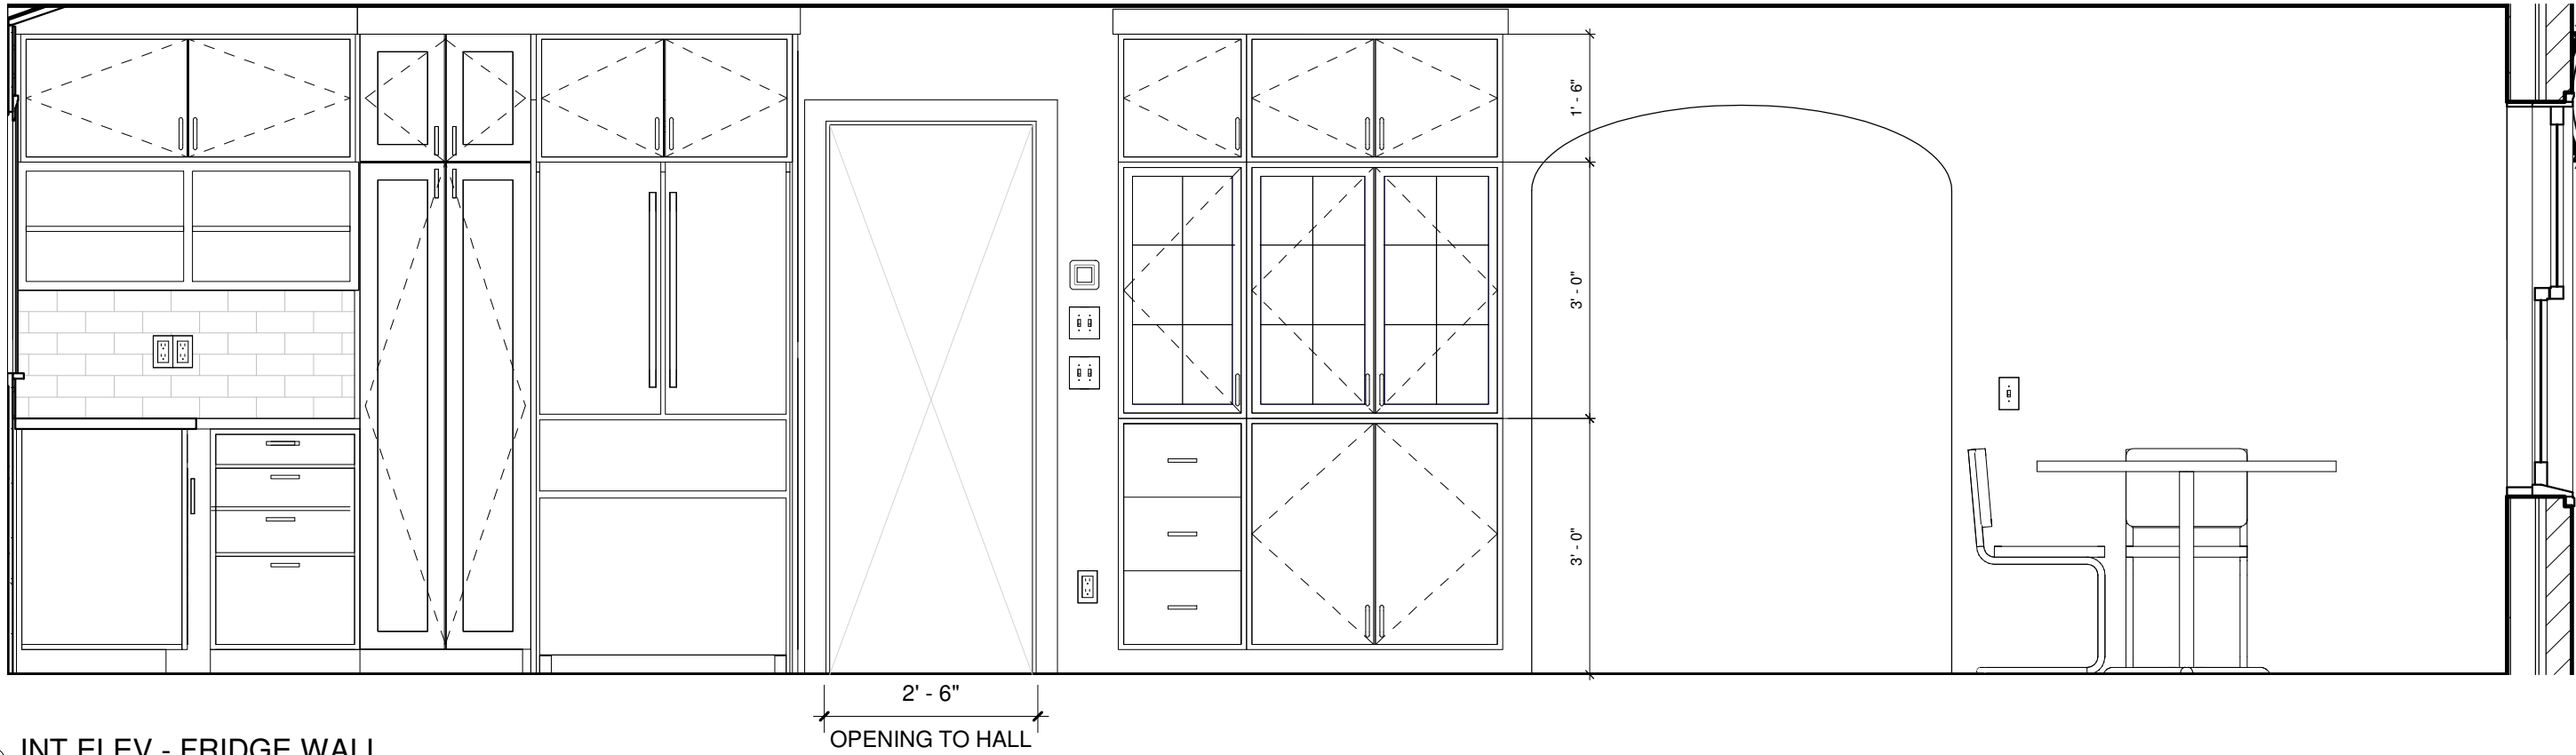 1' - 6"
3' - 0"
3' - 0"
2' - 6"
OPENING TO HALL
INT ELEV - FRIDGE WALL